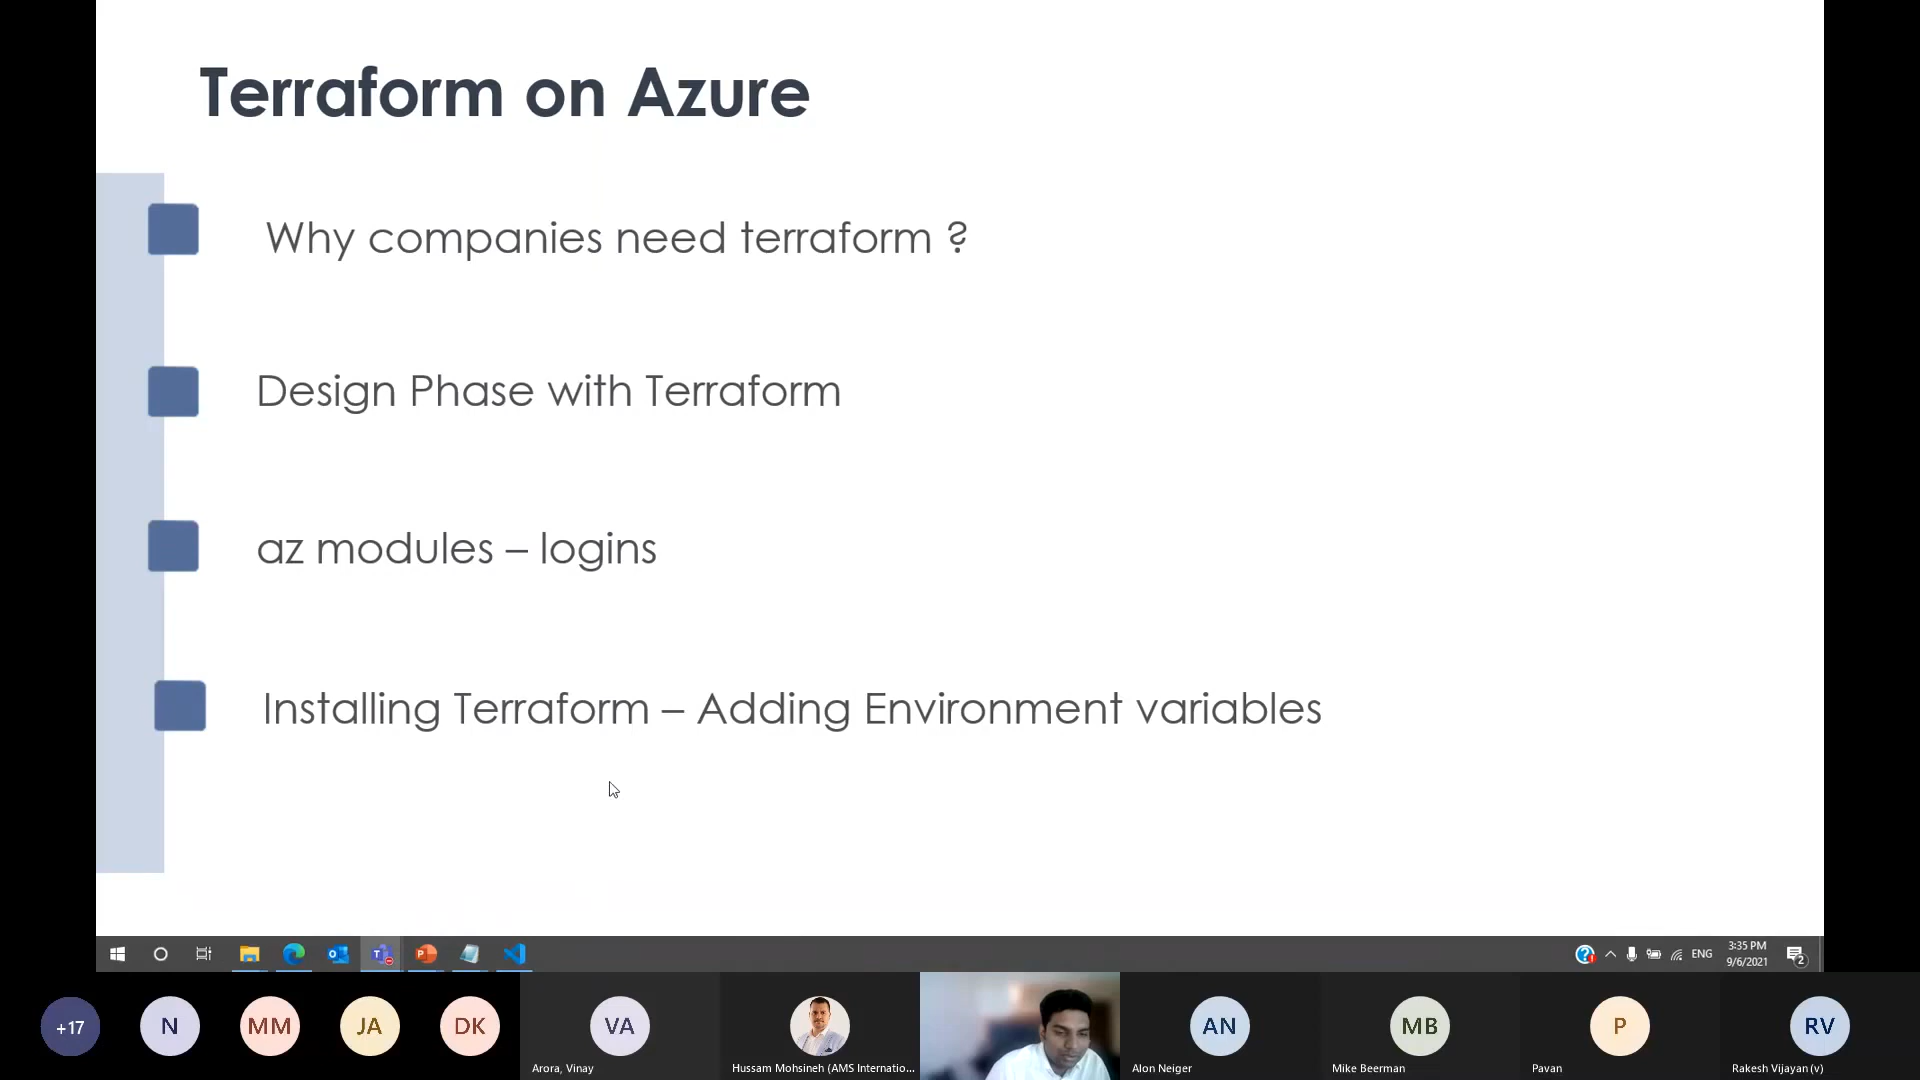 Terraform on Azure
Why companies need terraform ?
Design Phase with Terraform
az modules – logins
Installing Terraform – Adding Environment variables
ENG
3:35 PM
9/6/2021
2
+17
N
MM
JA
DK
VA
AN
MB
P
RV
Arora, Vinay
Hussam Mohsineh (AMS Internatio...
Alon Neiger
Mike Beerman
Pavan
Rakesh Vijayan (v)